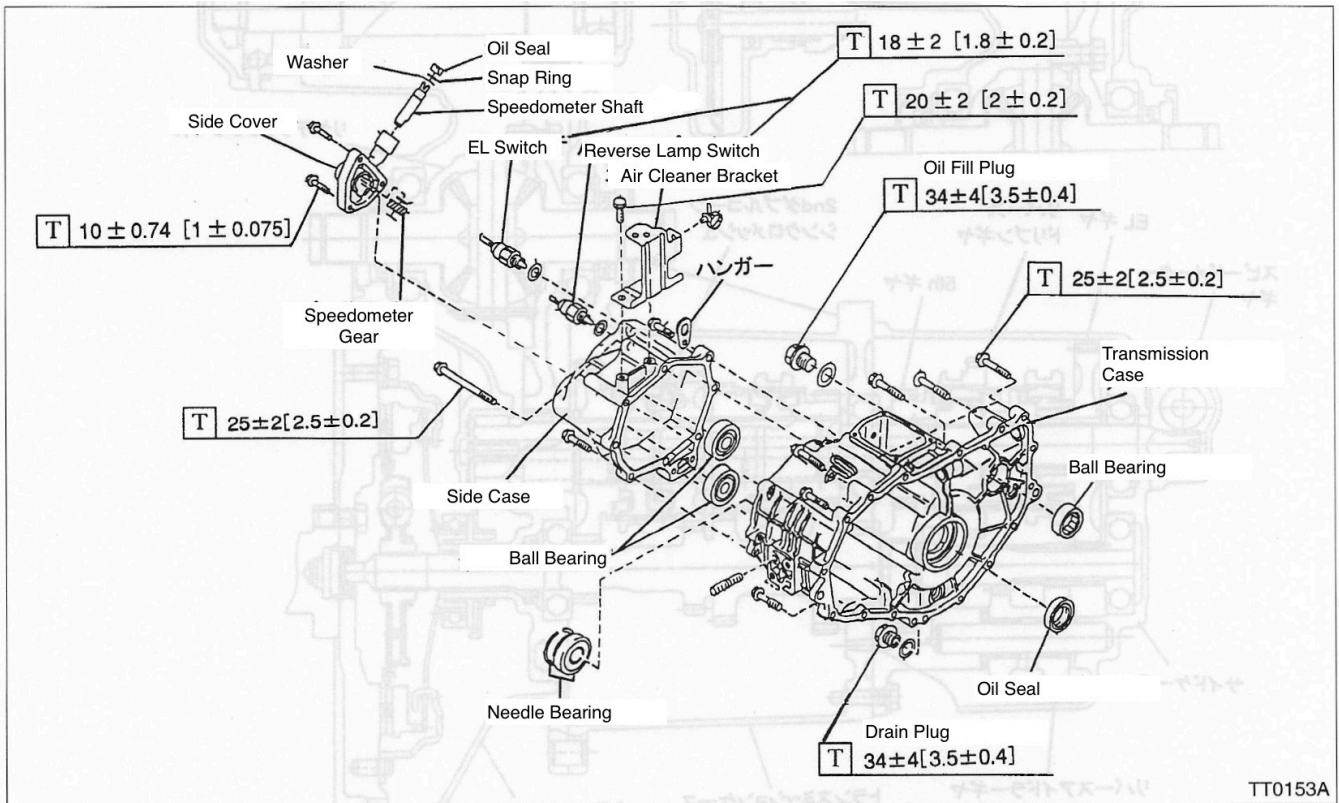 Oil Seal
Washer
Snap Ring
Speedometer Shaft
Side Cover
EL Switch
Reverse Lamp Switch
Air Cleaner Bracket
T 18±2 [1.8±0.2]
T 20±2 [2±0.2]
Oil Fill Plug
T 34±4[3.5±0.4]
T 10±0.74 [1±0.075]
ハンガー
T 25±2[2.5±0.2]
Speedometer
Gear
Transmission
Case
T 25±2[2.5±0.2]
Ball Bearing
Side Case
Ball Bearing
Needle Bearing
Oil Seal
Drain Plug
T 34±4[3.5±0.4]
TT0153A